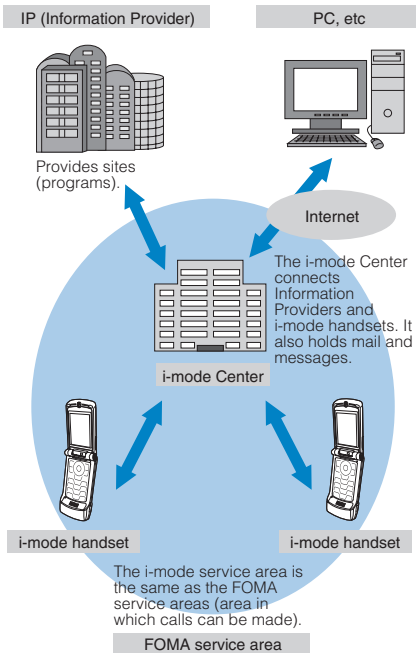 IP (Information Provider)
PC, etc
Provides sites
(programs).
Internet
The i-mode Center
connects
Information
Providers and
i-mode handsets. It
also holds mail and
messages.
i-mode Center
i-mode handset
i-mode handset
The i-mode service area is
the same as the FOMA
service areas (area in
which calls can be made).
FOMA service area